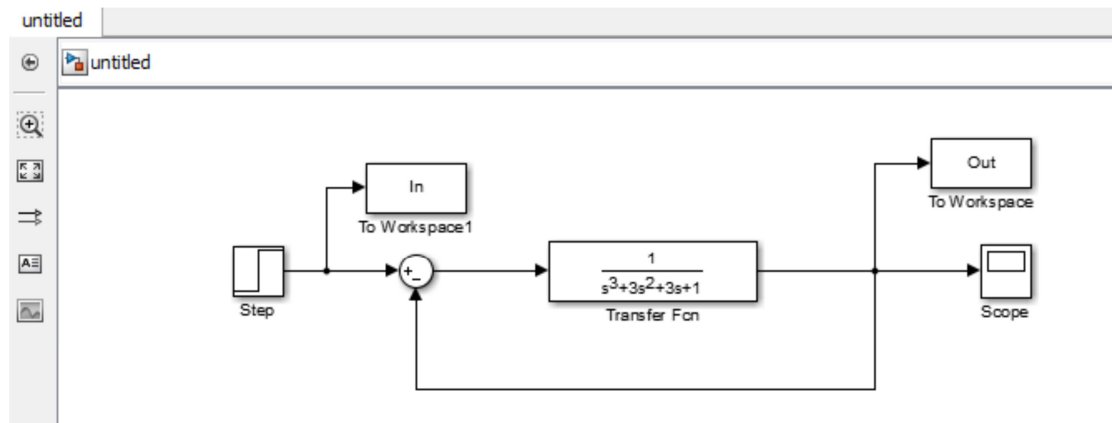 untitled
untitled
In
To Workspace1
Out
To Workspace
Step
+
-
1
s³+3s²+3s+1
Transfer Fcn
Scope
A